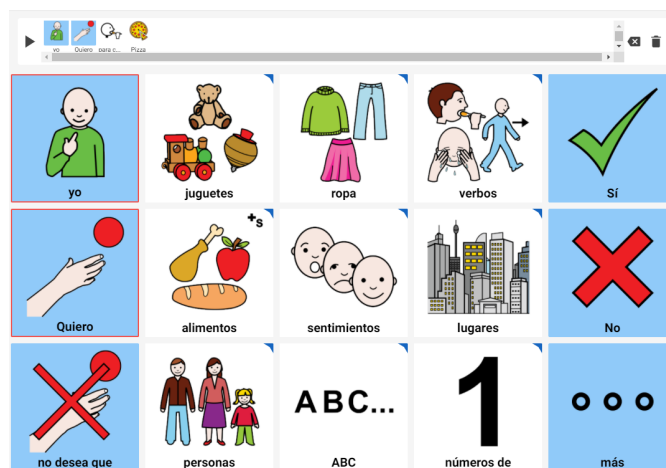 yo Quiero para c... Pizza
yo juguetes ropa verbos Sí
+s
Quiero alimentos sentimientos lugares No
ABC... 1
no desea que personas ABC números de más